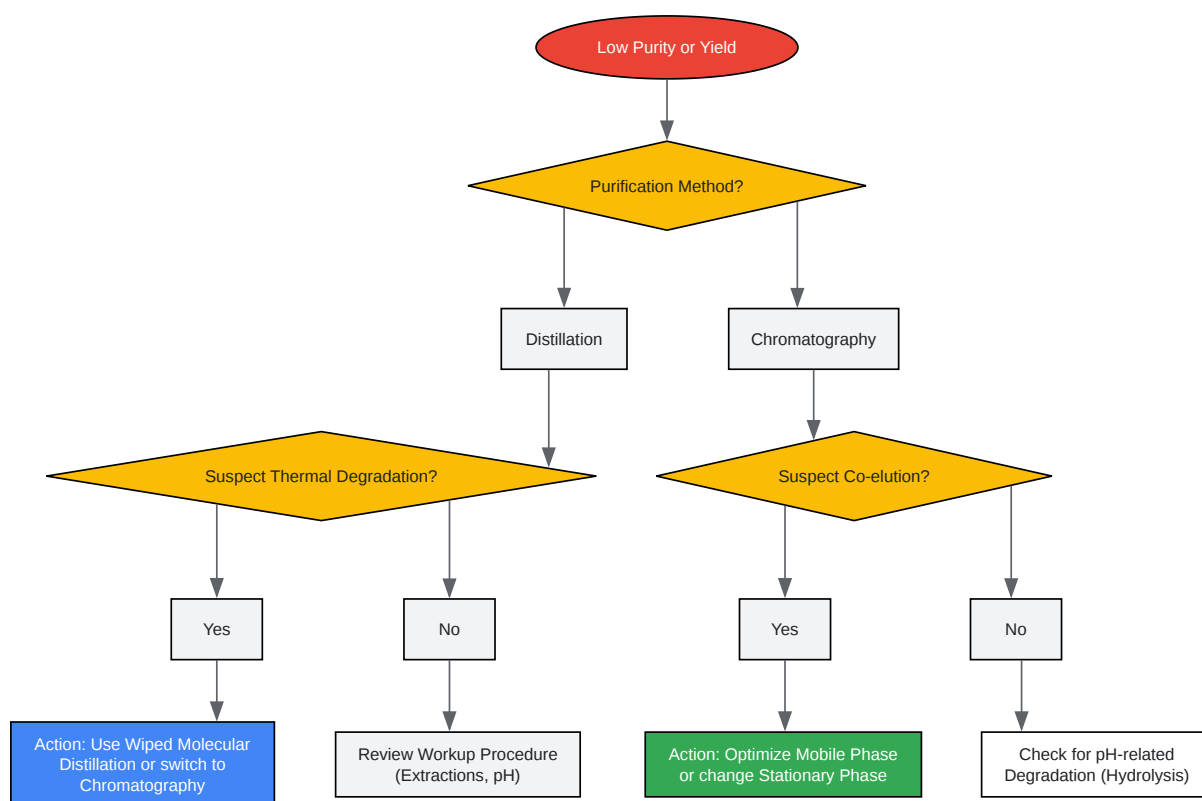 Low Purity or Yield
Purification Method?
Distillation
Chromatography
Suspect Thermal Degradation?
Suspect Co-elution?
Yes
No
Yes
No
Action: Use Wiped Molecular
Distillation or switch to
Chromatography
Review Workup Procedure
(Extractions, pH)
Action: Optimize Mobile Phase
or change Stationary Phase
Check for pH-related
Degradation (Hydrolysis)